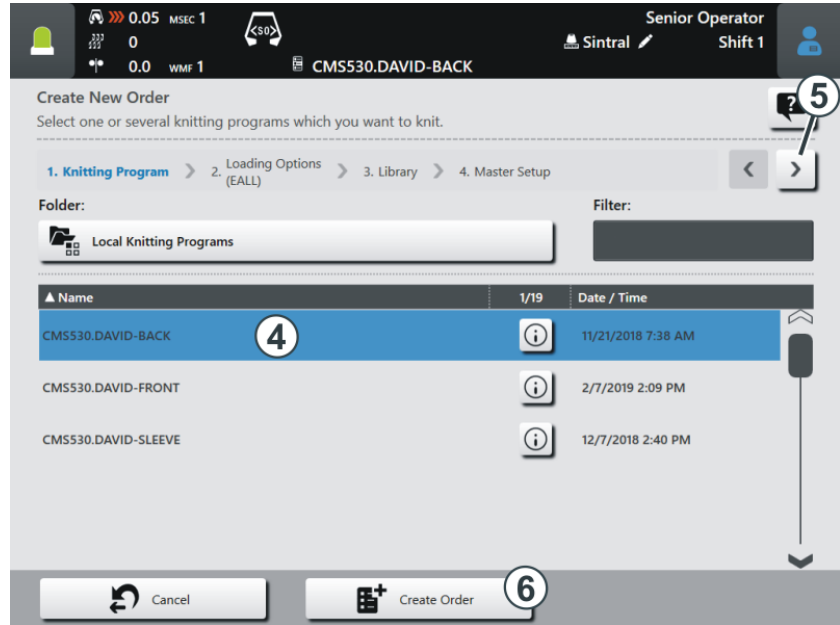 0.05 MSEC 1
0
0.0 WMF 1
<S0>
CMS530.DAVID-BACK
Senior Operator
Sintral
Shift 1
Create New Order
Select one or several knitting programs which you want to knit.
?
5
1. Knitting Program
2. Loading Options
(EALL)
3. Library
4. Master Setup
Folder:
Filter:
Local Knitting Programs
▲ Name 1/19 Date / Time
CMS530.DAVID-BACK 4 11/21/2018 7:38 AM
CMS530.DAVID-FRONT 2/7/2019 2:09 PM
CMS530.DAVID-SLEEVE 12/7/2018 2:40 PM
Cancel
Create Order
6